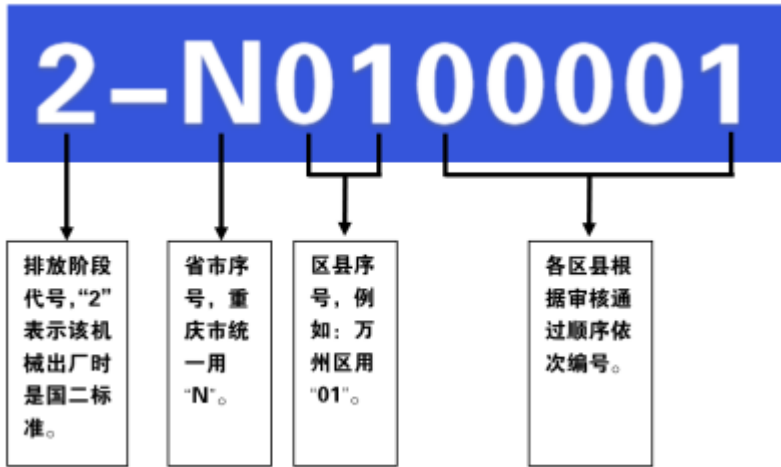 2-N0100001
排放阶段
代号,“2”
表示该机
械出厂时
是国二标
准。
省市序
号，重
庆市统
一用
“N”。
区县序
号，例
如：万
州区用
“01”。
各区县根
据审核通
过顺序依
次编号。